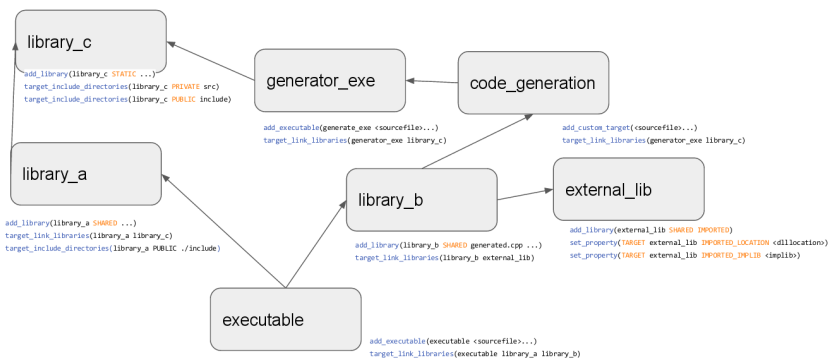 library_c
add_library(library_c STATIC ...)
target_include_directories(library_c PRIVATE src)
target_include_directories(library_c PUBLIC include)
generator_exe
add_executable(generate_exe <sourcefile>...)
target_link_libraries(generator_exe library_c)
code_generation
add_custom_target(<sourcefile>...)
target_link_libraries(generator_exe library_c)
library_a
add_library(library_a SHARED ...)
target_link_libraries(library_a library_c)
target_include_directories(library_a PUBLIC ./include)
library_b
add_library(library_b SHARED generated.cpp ...)
target_link_libraries(library_b external_lib)
external_lib
add_library(external_lib SHARED IMPORTED)
set_property(TARGET external_lib IMPORTED_LOCATION <dlllocation>)
set_property(TARGET external_lib IMPORTED_IMPLIB <implib>)
executable
add_executable(executable <sourcefile>...)
target_link_libraries(executable library_a library_b)